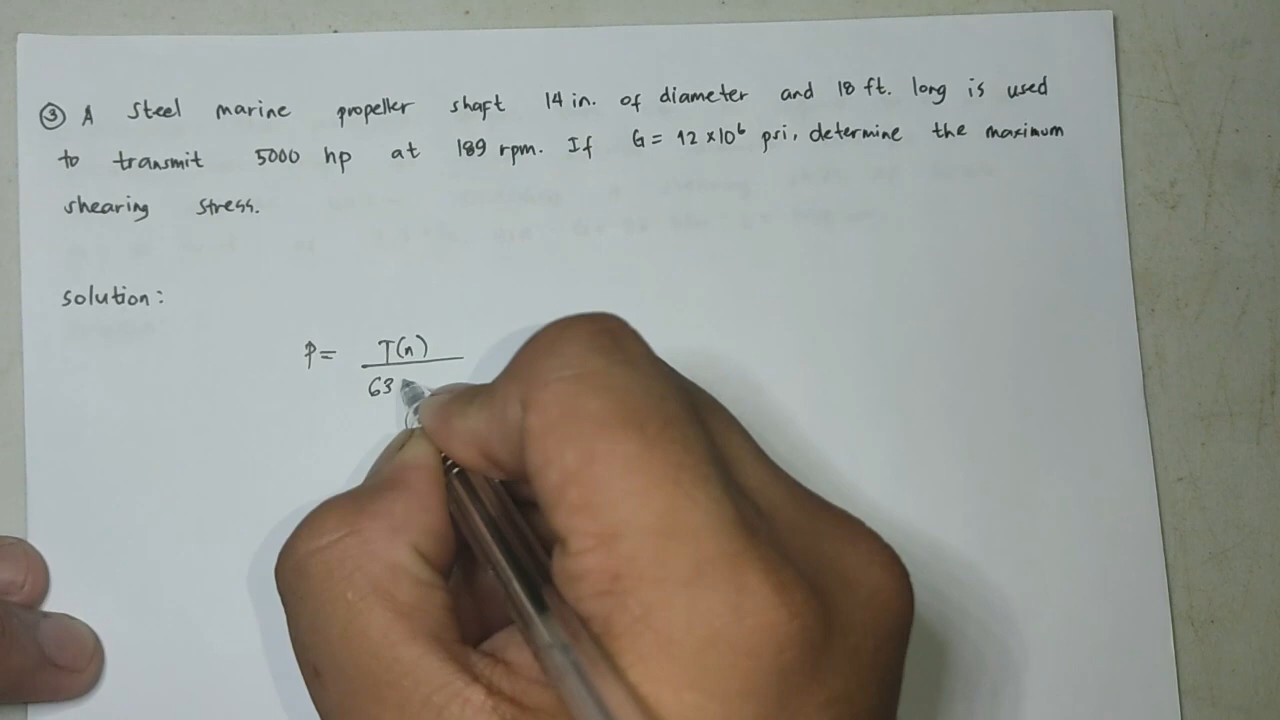 ③ A steel marine propeller shaft 14 in. of diameter and 18 ft. long is used
to transmit 5000 hp at 189 rpm. If G = 12 x10⁶ psi, determine the maximum
shearing stress.
solution:
P = T(n)
63